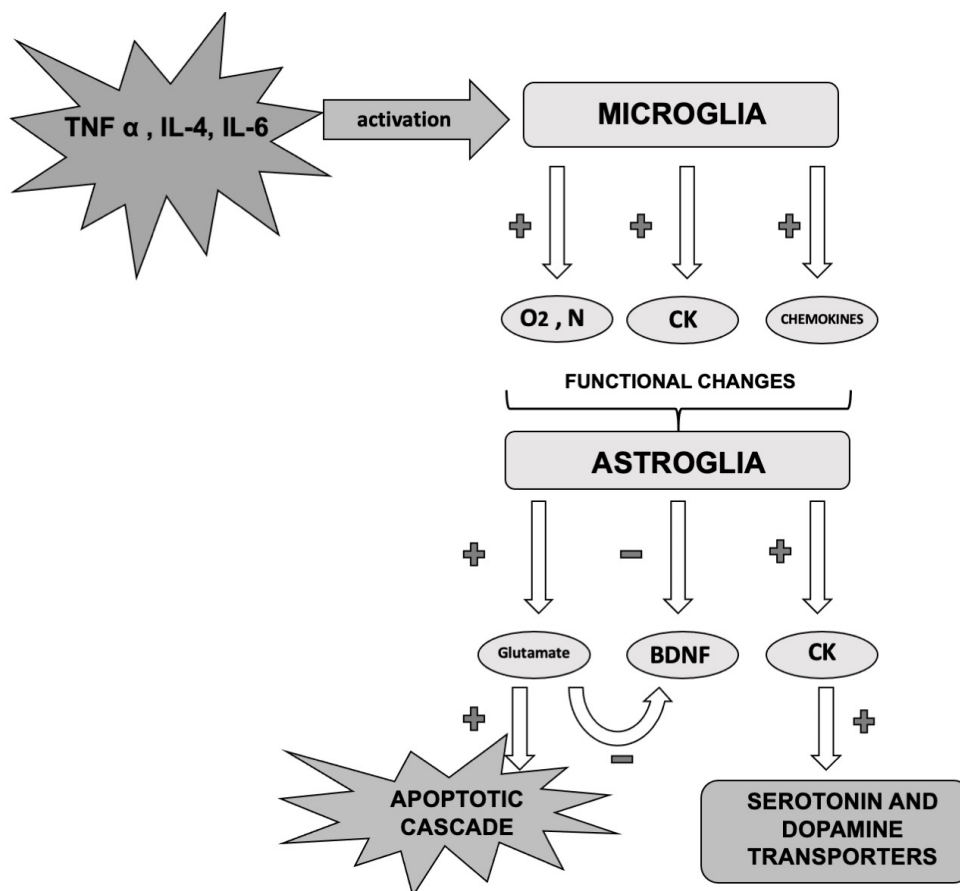 TNF α , IL-4, IL-6
activation
MICROGLIA
+
+
+
O2 , N
CK
CHEMOKINES
FUNCTIONAL CHANGES
ASTROGLIA
+
-
+
Glutamate
BDNF
CK
+
-
+
APOPTOTIC
CASCADE
SEROTONIN AND
DOPAMINE
TRANSPORTERS